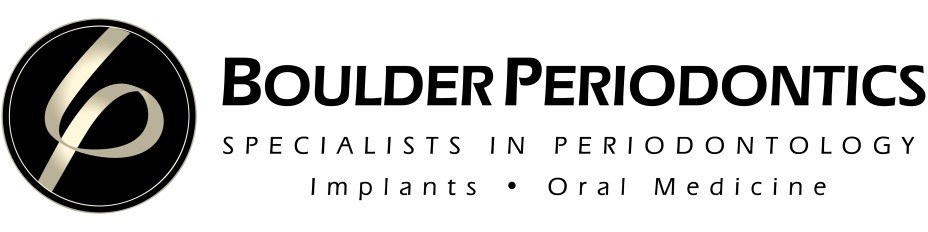 BOULDER PERIODONTICS
SPECIALISTS IN PERIODONTOLOGY
Implants • Oral Medicine